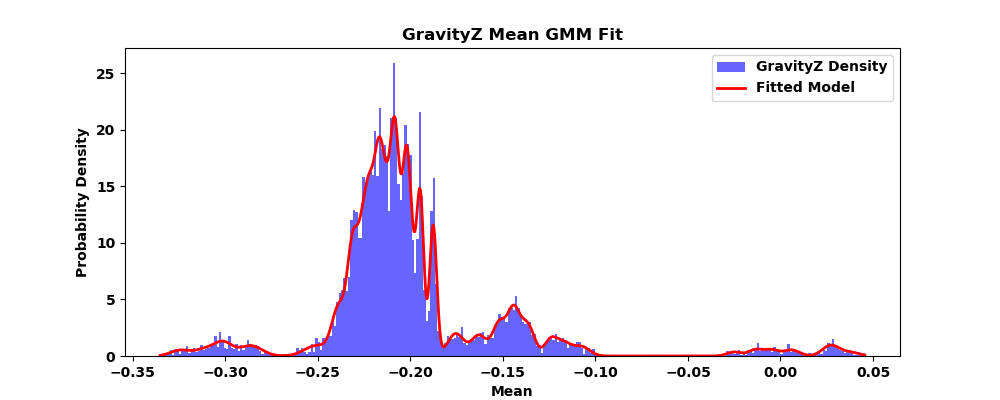 GravityZ Mean GMM Fit
GravityZ Density
Fitted Model
Probability Density
25
20
15
10
5
0
−0.35 −0.30 −0.25 −0.20 −0.15 −0.10 −0.05 0.00 0.05
Mean